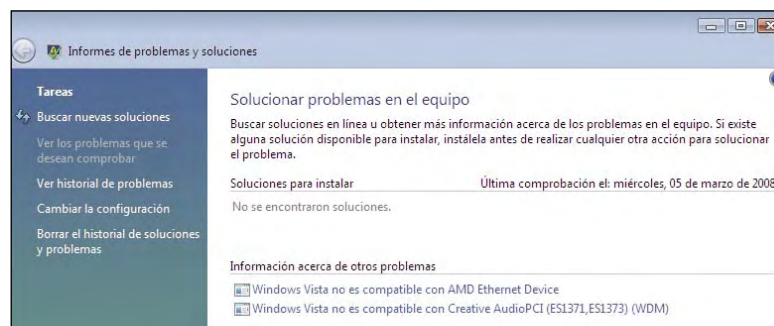 Informes de problemas y soluciones
Tareas
Buscar nuevas soluciones
Ver los problemas que se
desean comprobar
Ver historial de problemas
Cambiar la configuración
Borrar el historial de soluciones
y problemas
Solucionar problemas en el equipo
Buscar soluciones en línea u obtener más información acerca de los problemas en el equipo. Si existe
alguna solución disponible para instalar, instálela antes de realizar cualquier otra acción para solucionar
el problema.
Soluciones para instalar Última comprobación el: miércoles, 05 de marzo de 2008
No se encontraron soluciones.
Información acerca de otros problemas
Windows Vista no es compatible con AMD Ethernet Device
Windows Vista no es compatible con Creative AudioPCI (ES1371,ES1373) (WDM)